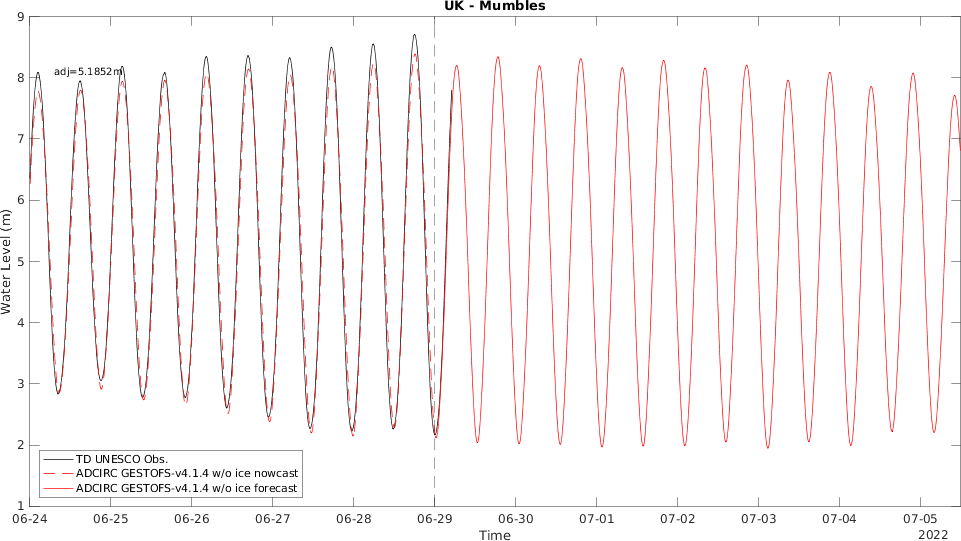 UK - Mumbles
9
8
7
6
5
4
3
2
1
Water Level (m)
adj=5.1852m
TD UNESCO Obs.
ADCIRC GESTOFS-v4.1.4 w/o ice nowcast
ADCIRC GESTOFS-v4.1.4 w/o ice forecast
06-24 06-25 06-26 06-27 06-28 06-29 06-30 07-01 07-02 07-03 07-04 07-05
Time
2022